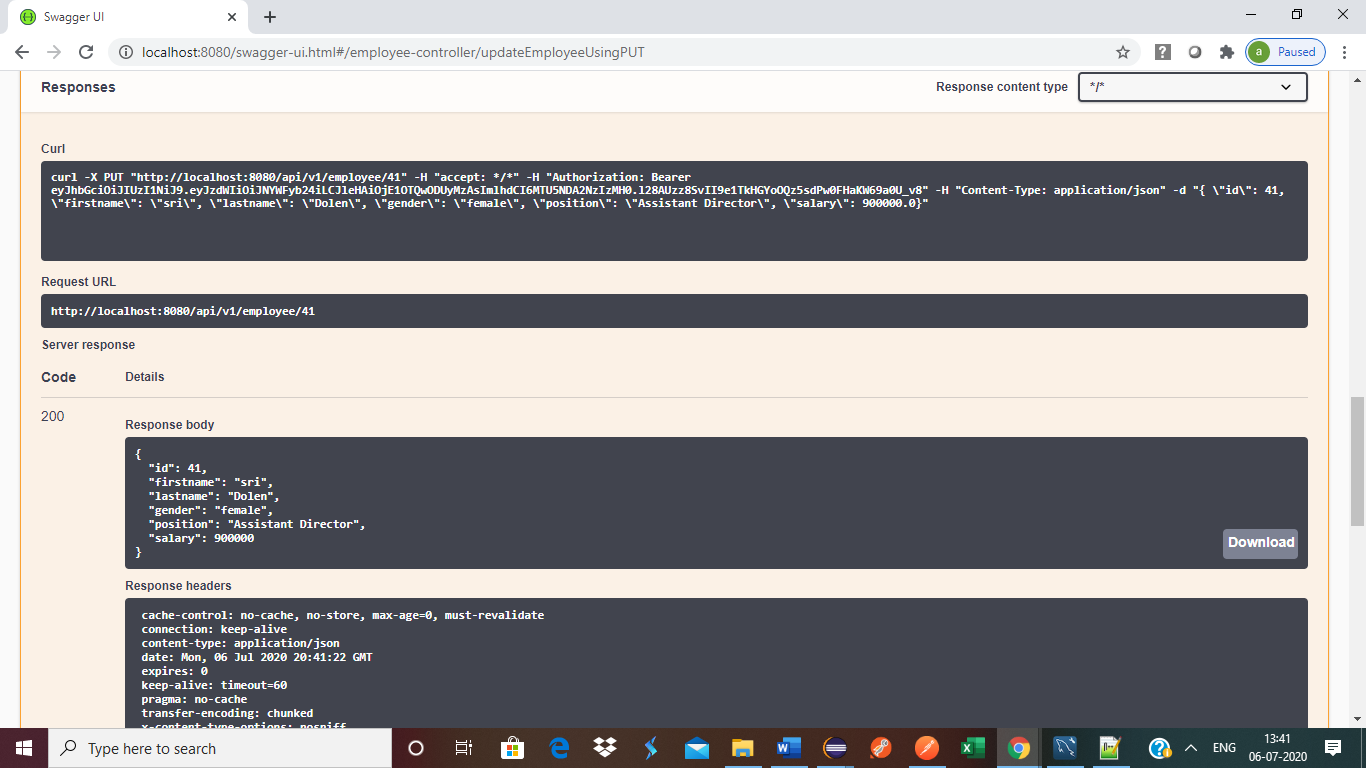 Swagger UI
localhost:8080/swagger-ui.html#/employee-controller/updateEmployeeUsingPUT
a Paused
Responses
Response content type */*
Curl
curl -X PUT "http://localhost:8080/api/v1/employee/41" -H "accept: */*" -H "Authorization: Bearer
eyJhbGciOiJIUzI1NiJ9.eyJzdWIiOiJNYWFyb24iLCJleHAiOjE1OTQwODUyMzAsImlhdCI6MTU5NDA2NzIzMH0.128AUzz8SvII9e1TkHGYoOQz5sdPw0FHaKW69a0U_v8" -H "Content-Type: application/json" -d "{ \"id\": 41,
\"firstname\": \"sri\", \"lastname\": \"Dolen\", \"gender\": \"female\", \"position\": \"Assistant Director\", \"salary\": 900000.0}"
Request URL
http://localhost:8080/api/v1/employee/41
Server response
Code Details
200
Response body
{
"id": 41,
"firstname": "sri",
"lastname": "Dolen",
"gender": "female",
"position": "Assistant Director",
"salary": 900000
}
Download
Response headers
cache-control: no-cache, no-store, max-age=0, must-revalidate
connection: keep-alive
content-type: application/json
date: Mon, 06 Jul 2020 20:41:22 GMT
expires: 0
keep-alive: timeout=60
pragma: no-cache
transfer-encoding: chunked
x-content-type-options: nosniff
Type here to search
ENG
13:41
06-07-2020